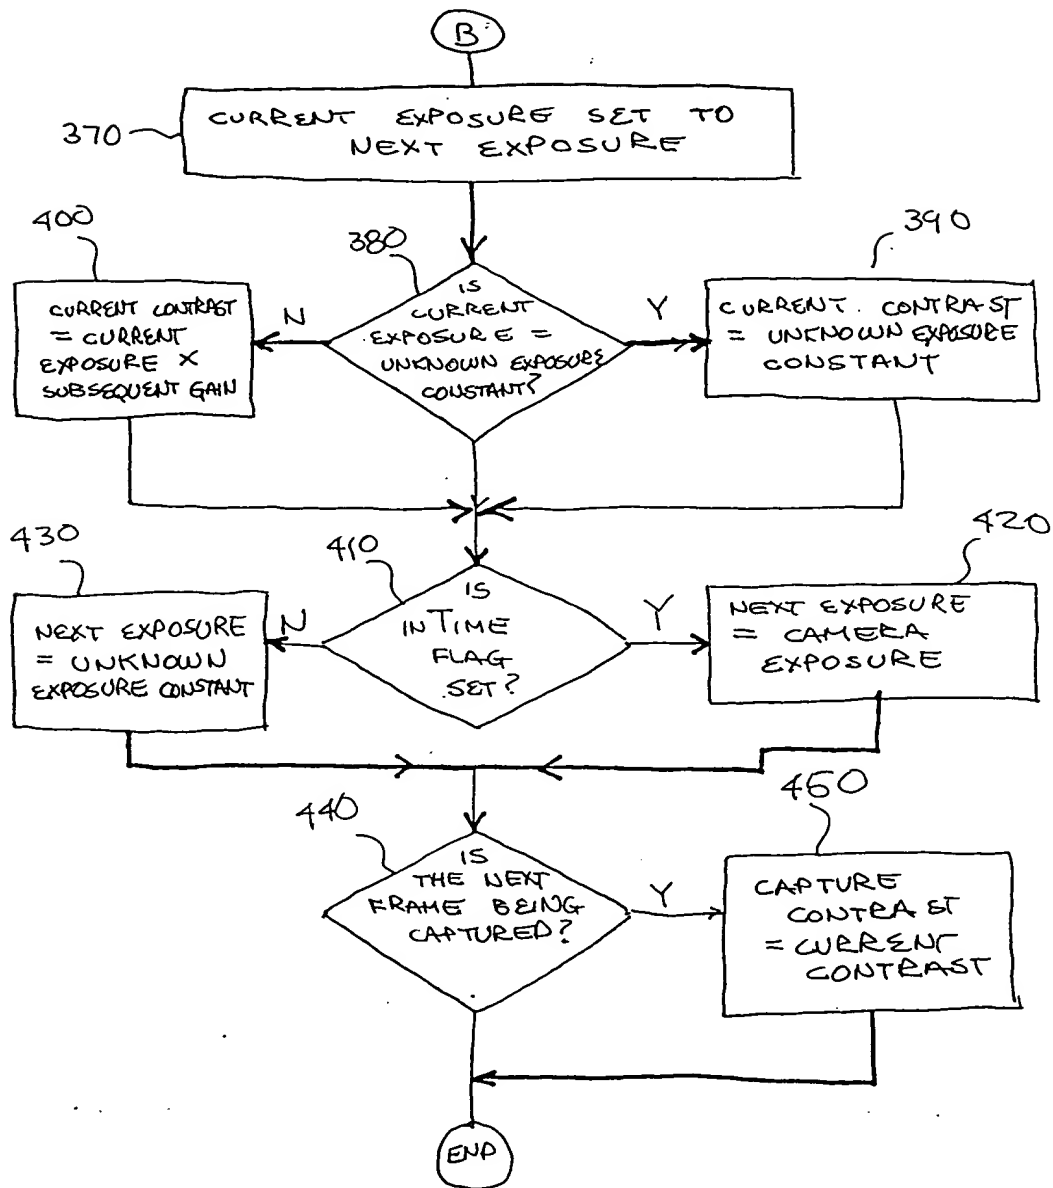 B
370
CURRENT EXPOSURE SET TO
NEXT EXPOSURE
400
CURRENT CONTRAST
= CURRENT
EXPOSURE X
SUBSEQUENT GAIN
N
380
IS
CURRENT
EXPOSURE =
UNKNOWN EXPOSURE
CONSTANT?
Y
390
CURRENT. CONTRAST
= UNKNOWN EXPOSURE
CONSTANT
430
NEXT EXPOSURE
= UNKNOWN
EXPOSURE CONSTANT
N
410
IS
INTIME
FLAG
SET?
Y
420
NEXT EXPOSURE
= CAMERA
EXPOSURE
440
IS
THE NEXT
FRAME BEING
CAPTURED?
Y
450
CAPTURE
CONTRAST
= CURRENT
CONTRAST
END